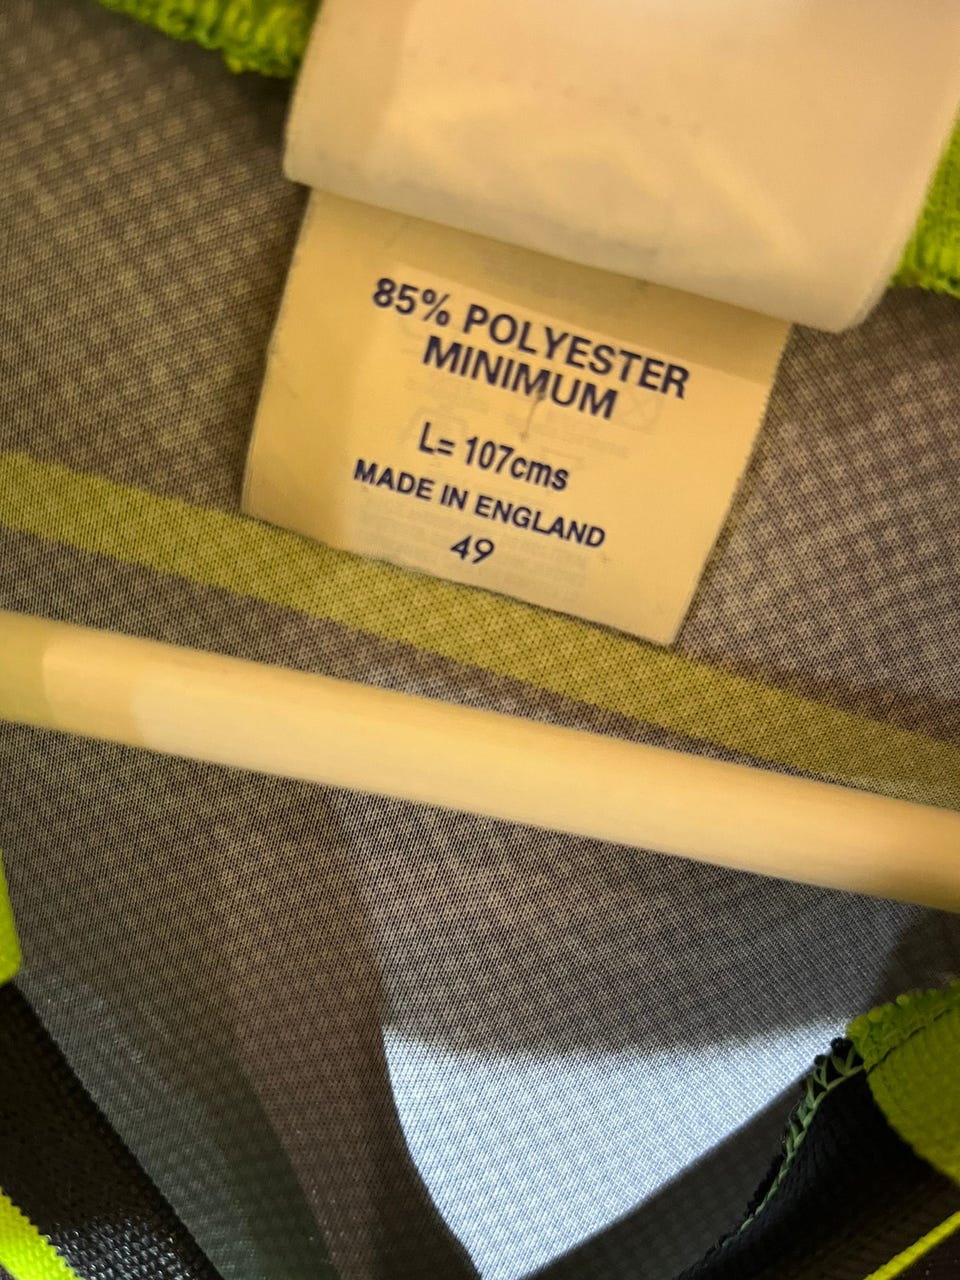 85% POLYESTER
MINIMUM
L= 107cms
MADE IN ENGLAND
49